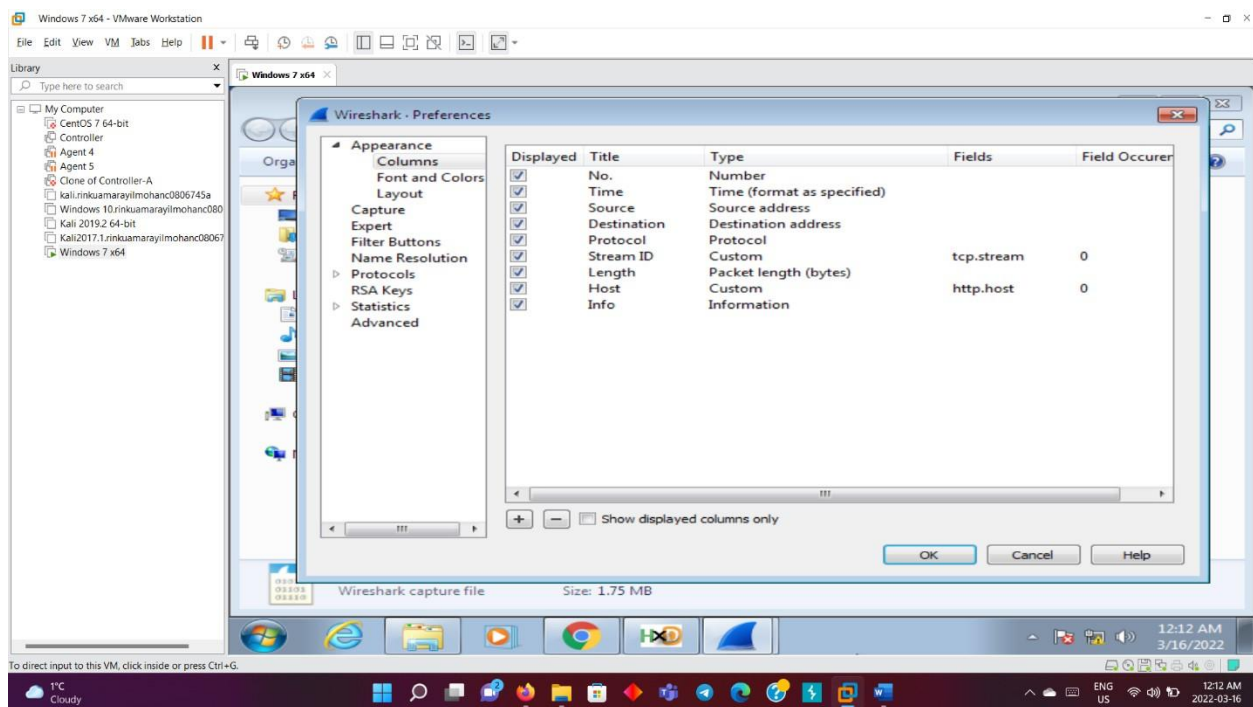 Windows 7 x64 - VMware Workstation
File Edit View VM Tabs Help
Library
Type here to search
My Computer
CentOS 7 64-bit
Controller
Agent 4
Agent 5
Clone of Controller-A
kali.rinkuamarayilmohanc0806745a
Windows 10.rinkuamarayilmohanc080
Kali 2019.2 64-bit
Kali2017.1.rinkuamarayilmohanc08067
Windows 7 x64
Windows 7 x64
Orga
Wireshark · Preferences
Appearance
Columns
Font and Colors
Layout
Capture
Expert
Filter Buttons
Name Resolution
Protocols
RSA Keys
Statistics
Advanced
Displayed Title Type Fields Field Occuren
No. Number
Time Time (format as specified)
Source Source address
Destination Destination address
Protocol Protocol
Stream ID Custom tcp.stream 0
Length Packet length (bytes)
Host Custom http.host 0
Info Information
Show displayed columns only
OK Cancel Help
Wireshark capture file Size: 1.75 MB
HXD
12:12 AM
3/16/2022
To direct input to this VM, click inside or press Ctrl+G.
1°C
Cloudy
ENG
US
12:12 AM
2022-03-16